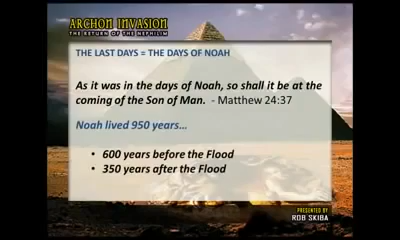 ARCHON INVASION
THE RETURN OF THE NEPHILIM
THE LAST DAYS = THE DAYS OF NOAH
As it was in the days of Noah, so shall it be at the
coming of the Son of Man. - Matthew 24:37
Noah lived 950 years…
• 600 years before the Flood
• 350 years after the Flood
PRESENTED BY
ROB SKIBA